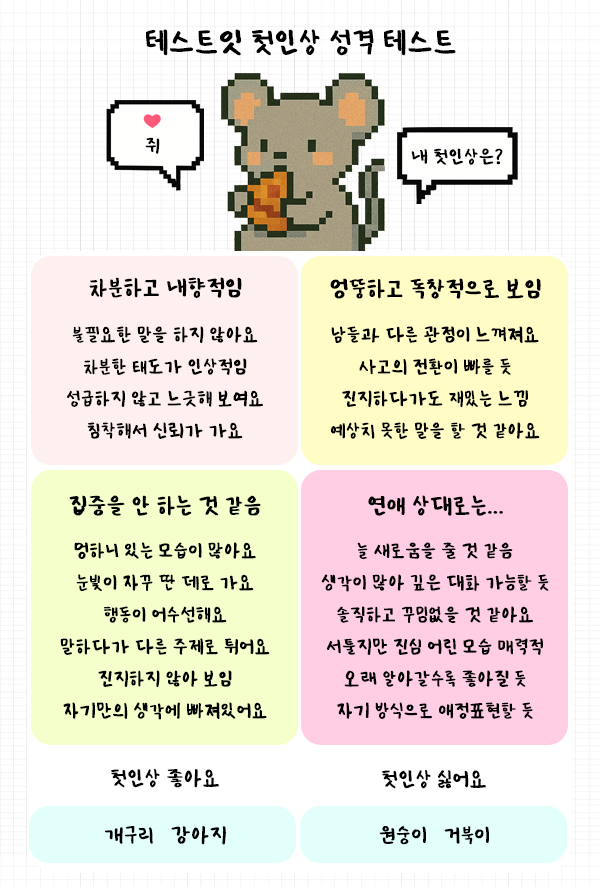 테스트잇 첫인상 성격 테스트
쥐
내 첫인상은?
차분하고 내향적임
불필요한 말을 하지 않아요
차분한 태도가 인상적임
성급하지 않고 느긋해 보여요
침착해서 신뢰가 가요
엉뚱하고 독창적으로 보임
남들과 다른 관점이 느껴져요
사고의 전환이 빠를 듯
진지하다가도 재밌는 느낌
예상치 못한 말을 할 것 같아요
집중을 안 하는 것 같음
멍하니 있는 모습이 많아요
눈빛이 자꾸 딴 데로 가요
행동이 어수선해요
말하다가 다른 주제로 튀어요
진지하지 않아 보임
자기만의 생각에 빠져있어요
연애 상대로는...
늘 새로움을 줄 것 같음
생각이 많아 깊은 대화 가능할 듯
솔직하고 꾸밈없을 것 같아요
서툴지만 진심 어린 모습 매력적
오래 알아갈수록 좋아질 듯
자기 방식으로 애정표현할 듯
첫인상 좋아요
첫인상 싫어요
개구리 강아지
원숭이 거북이